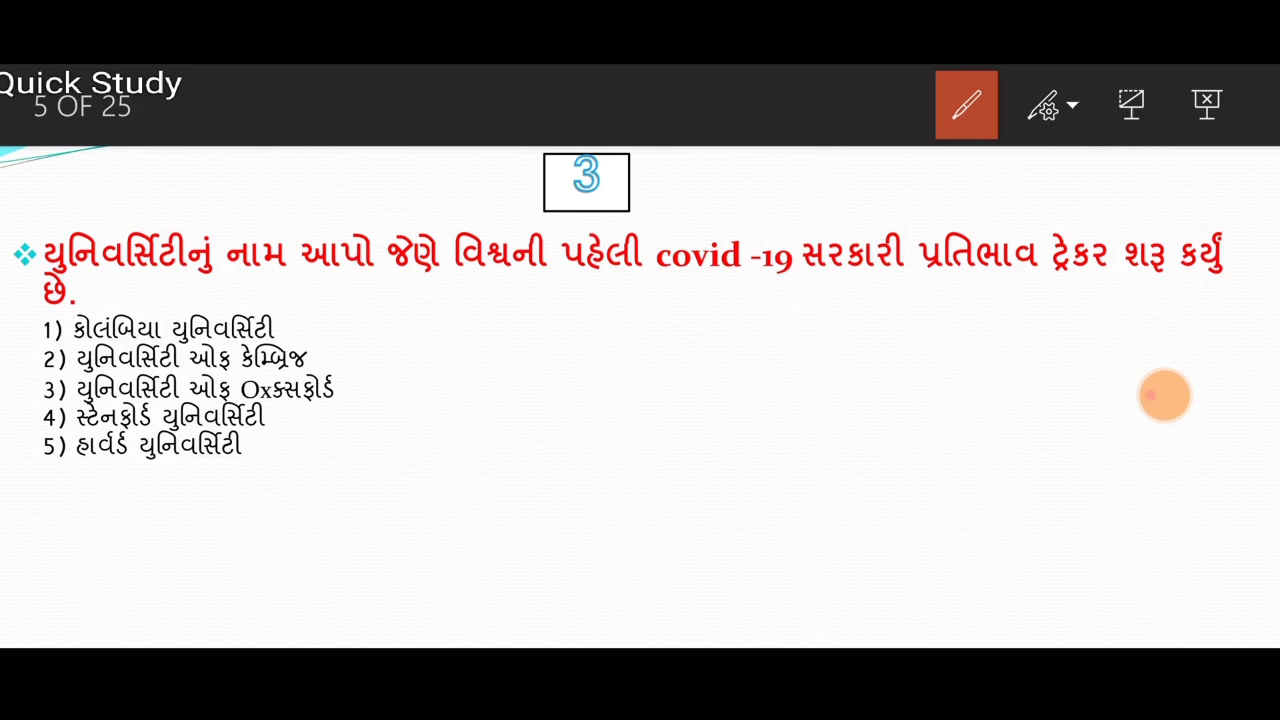 Quick Study
5 OF 25
3
યુનિવર્સિટીનું નામ આપો જેણે વિશ્વની પહેલી covid -19 સરકારી પ્રતિભાવ ટ્રેકર શરૂ કર્યું
છે.
1) કોલંબિયા યુનિવર્સિટી
2) યુનિવર્સિટી ઓફ કેમ્બ્રિજ
3) યુનિવર્સિટી ઓફ Oxક્સફોર્ડ
4) સ્ટેનફોર્ડ યુનિવર્સિટી
5) હાર્વર્ડ યુનિવર્સિટી